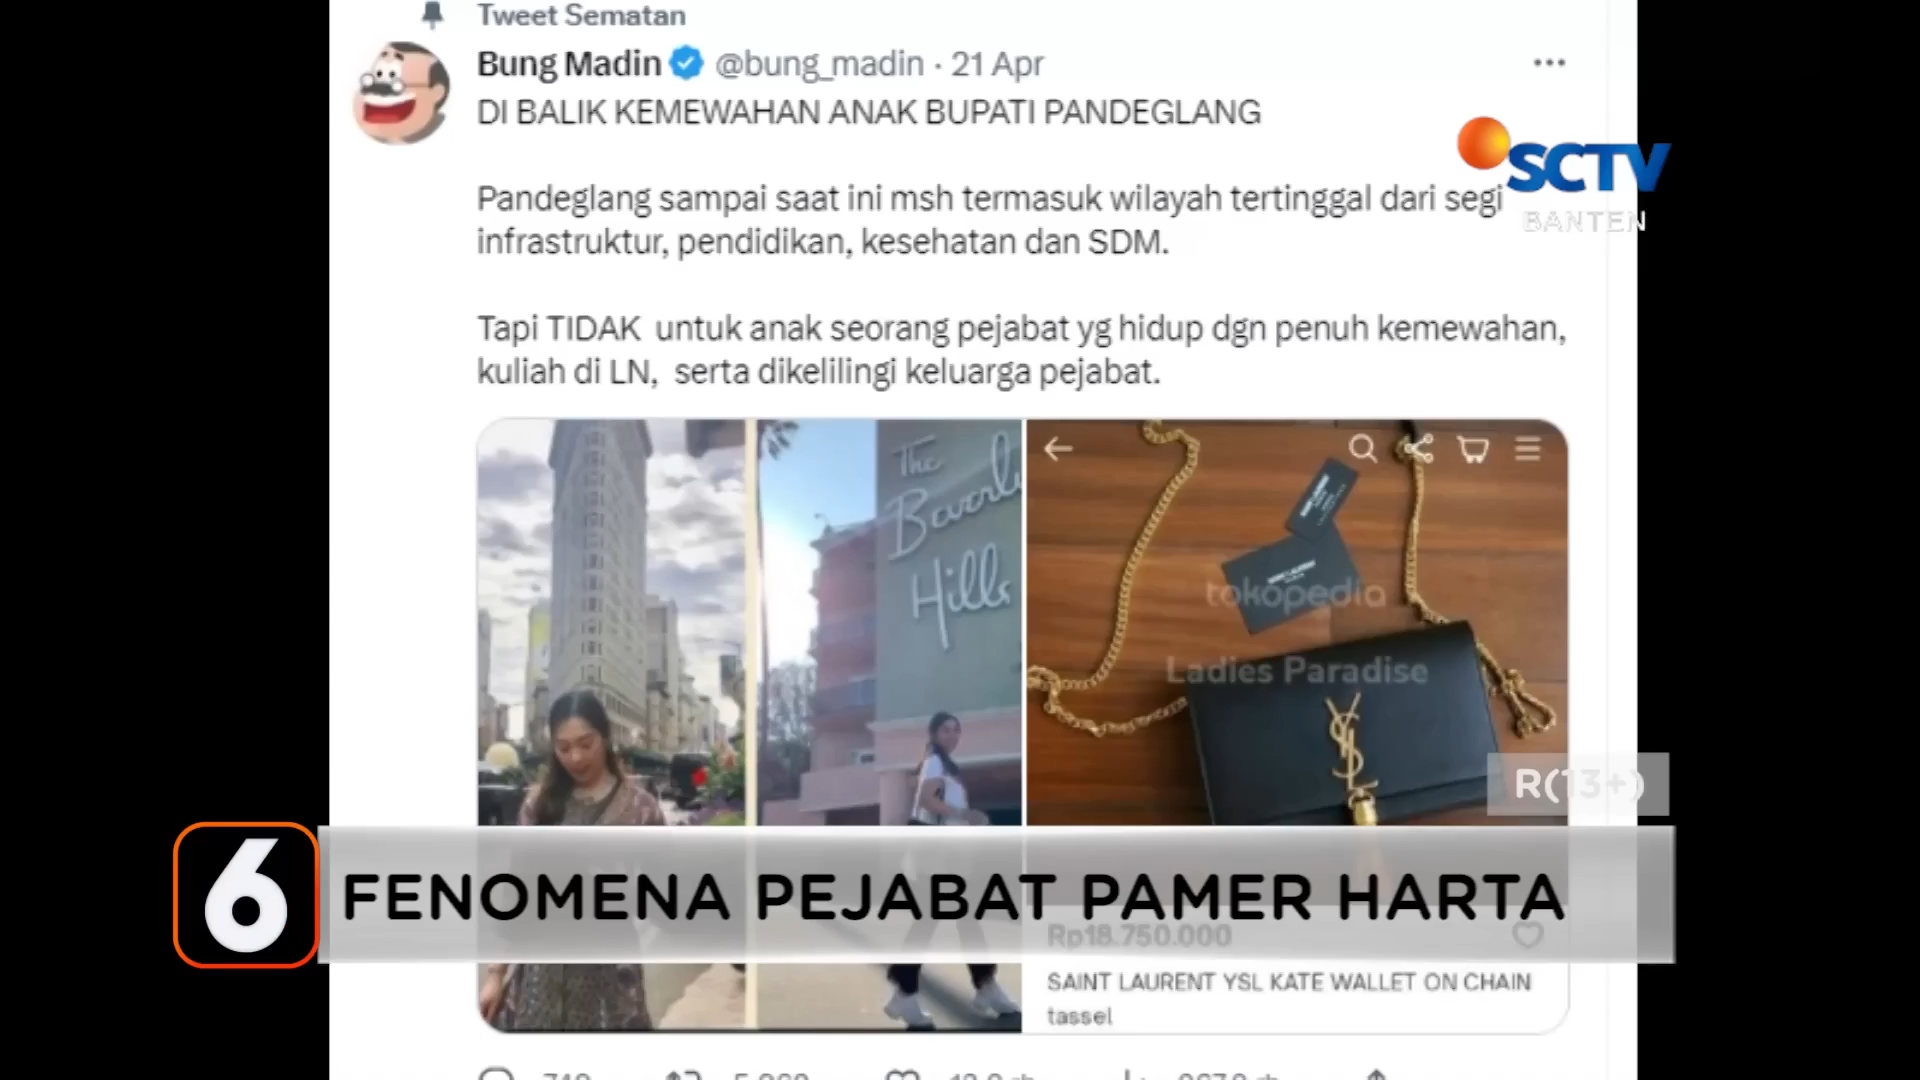 Tweet Sematan
Bung Madin @bung_madin · 21 Apr
DI BALIK KEMEWAHAN ANAK BUPATI PANDEGLANG
Pandeglang sampai saat ini msh termasuk wilayah tertinggal dari segi
infrastruktur, pendidikan, kesehatan dan SDM.
Tapi TIDAK untuk anak seorang pejabat yg hidup dgn penuh kemewahan,
kuliah di LN, serta dikelilingi keluarga pejabat.
SCTV
BANTEN
The
Beverly
Hills
tokopedia
Ladies Paradise
YSL
R(13+)
6
FENOMENA PEJABAT PAMER HARTA
Rp18.750.000
SAINT LAURENT YSL KATE WALLET ON CHAIN
tassel